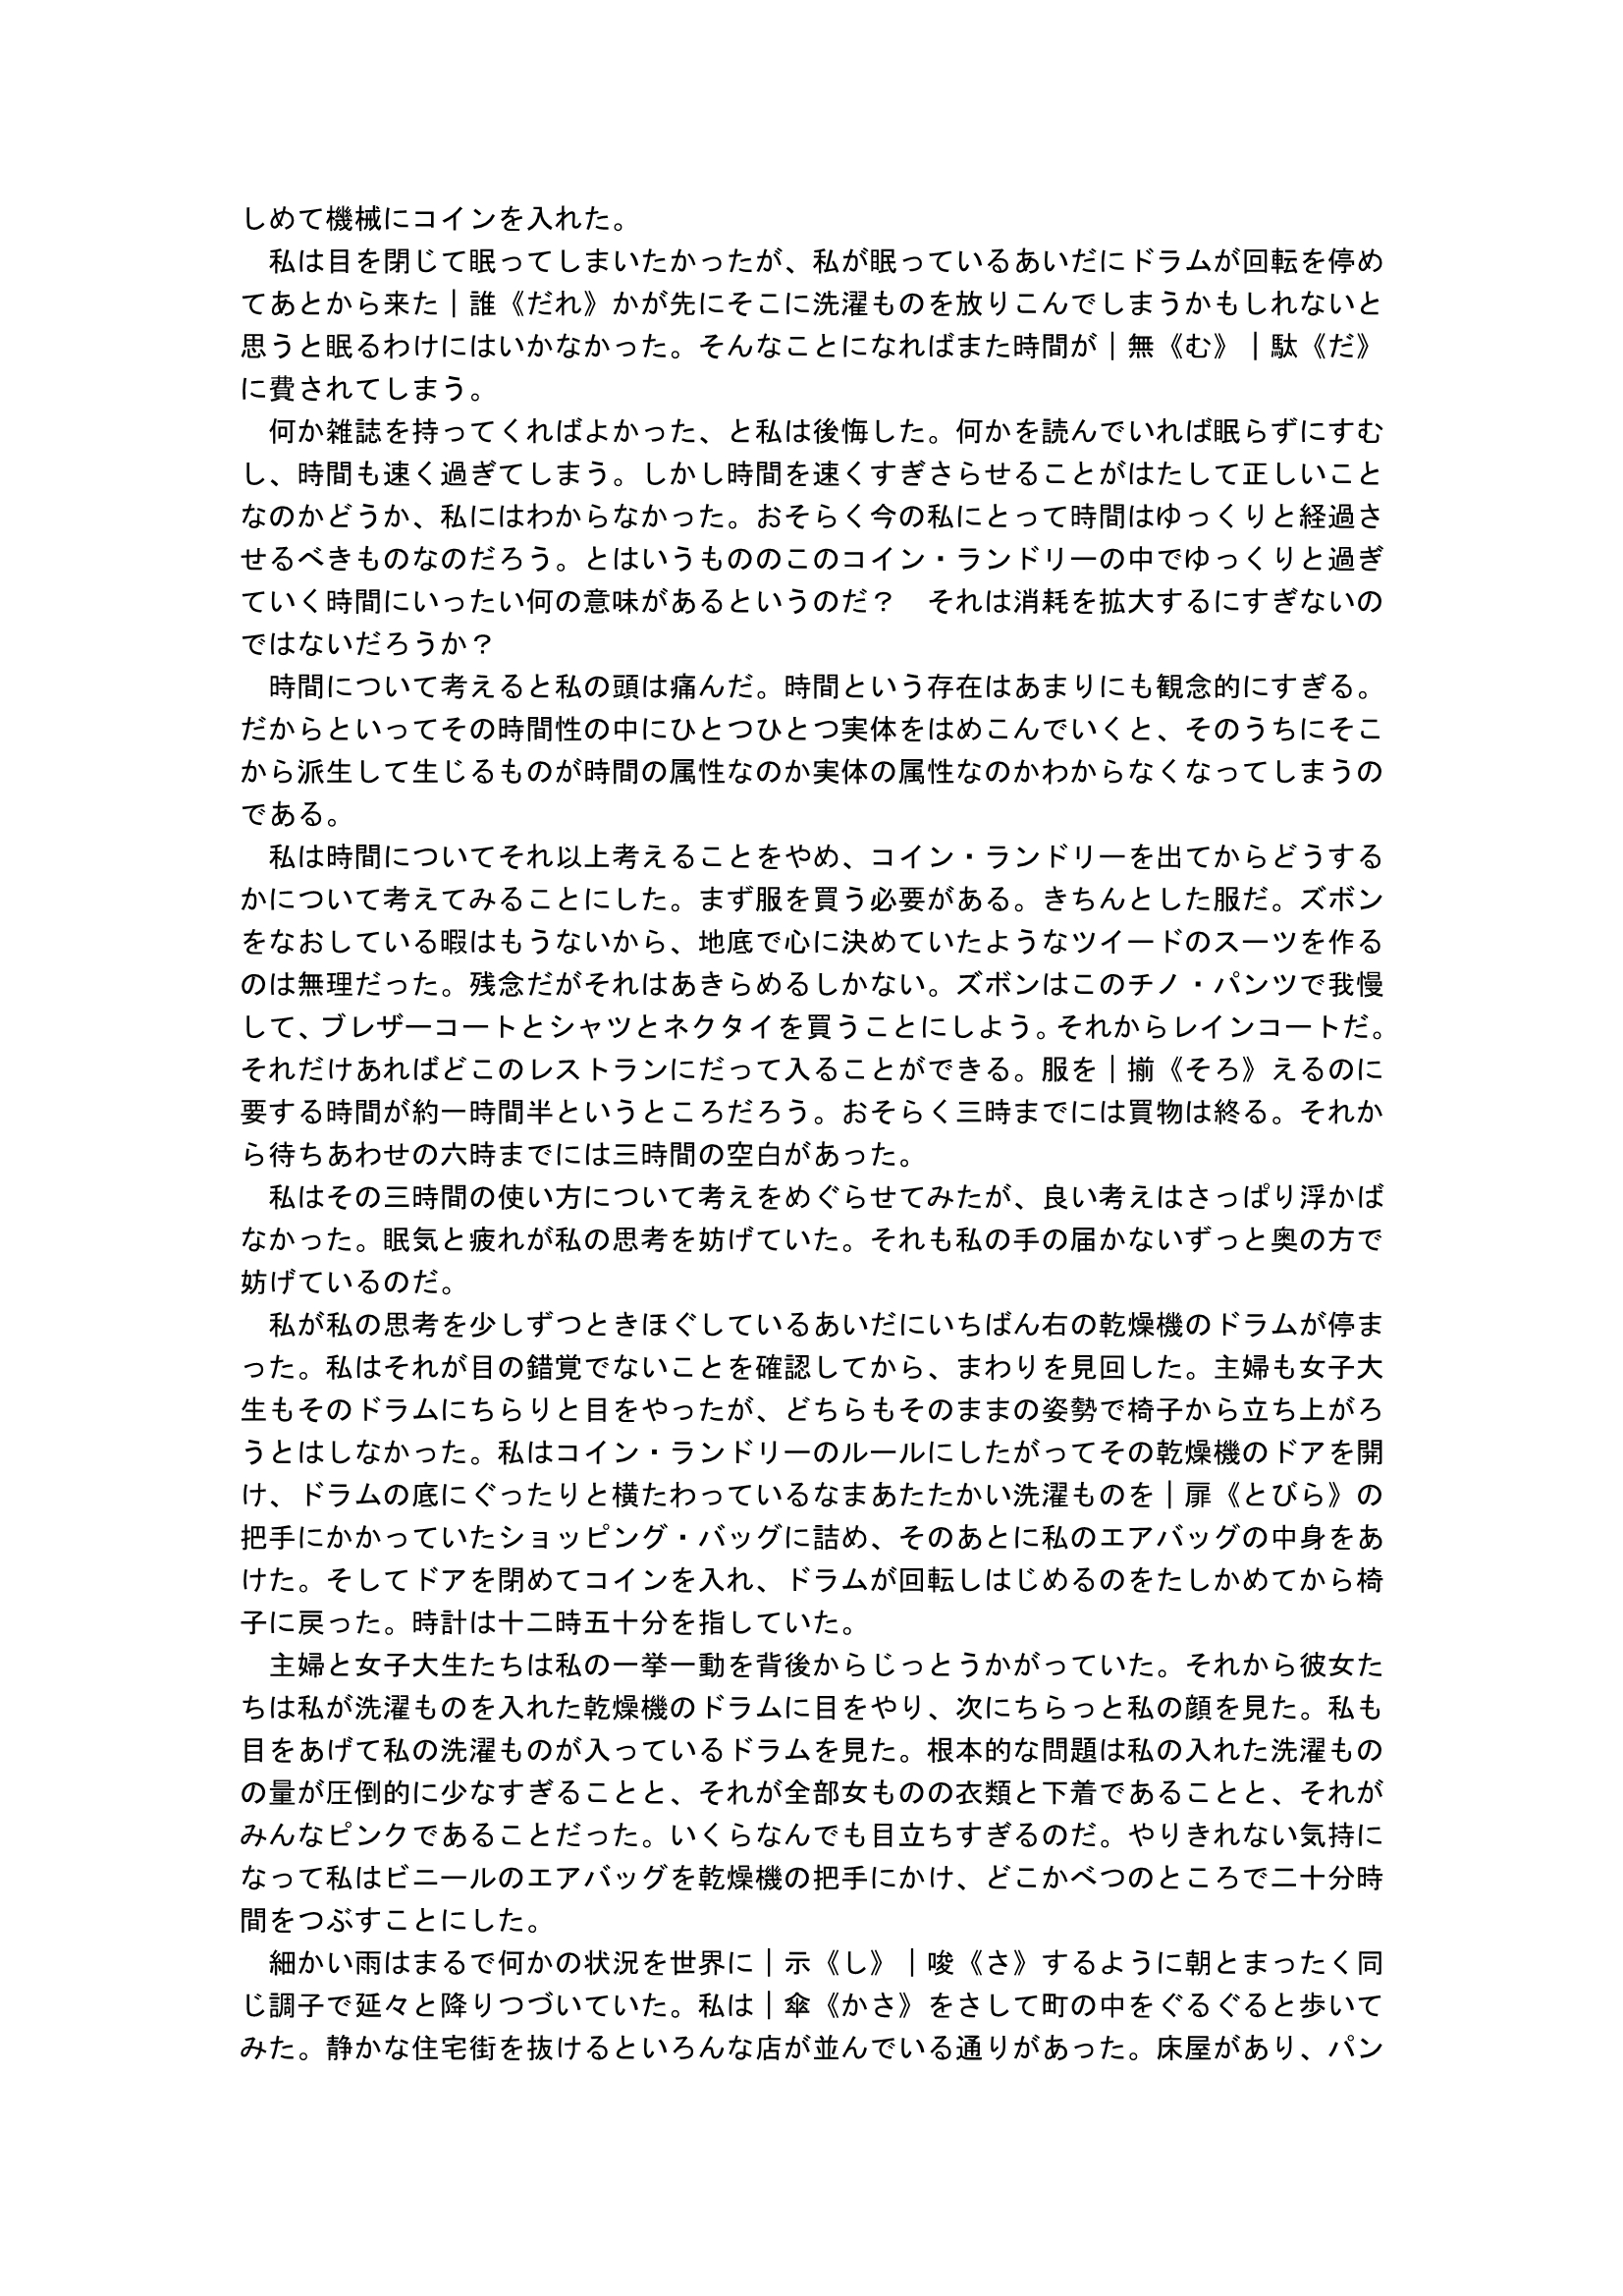 しめて機械にコインを入れた。
　私は目を閉じて眠ってしまいたかったが、私が眠っているあいだにドラムが回転を停め
てあとから来た｜誰《だれ》かが先にそこに洗濯ものを放りこんでしまうかもしれないと
思うと眠るわけにはいかなかった。そんなことになればまた時間が｜無《む》｜駄《だ》
に費されてしまう。
　何か雑誌を持ってくればよかった、と私は後悔した。何かを読んでいれば眠らずにすむ
し、時間も速く過ぎてしまう。しかし時間を速くすぎさらせることがはたして正しいこと
なのかどうか、私にはわからなかった。おそらく今の私にとって時間はゆっくりと経過さ
せるべきものなのだろう。とはいうもののこのコイン・ランドリーの中でゆっくりと過ぎ
ていく時間にいったい何の意味があるというのだ？　それは消耗を拡大するにすぎないの
ではないだろうか？
　時間について考えると私の頭は痛んだ。時間という存在はあまりにも観念的にすぎる。
だからといってその時間性の中にひとつひとつ実体をはめこんでいくと、そのうちにそこ
から派生して生じるものが時間の属性なのか実体の属性なのかわからなくなってしまうの
である。
　私は時間についてそれ以上考えることをやめ、コイン・ランドリーを出てからどうする
かについて考えてみることにした。まず服を買う必要がある。きちんとした服だ。ズボン
をなおしている暇はもうないから、地底で心に決めていたようなツイードのスーツを作る
のは無理だった。残念だがそれはあきらめるしかない。ズボンはこのチノ・パンツで我慢
して、ブレザーコートとシャツとネクタイを買うことにしよう。それからレインコートだ。
それだけあればどこのレストランにだって入ることができる。服を｜揃《そろ》えるのに
要する時間が約一時間半というところだろう。おそらく三時までには買物は終る。それか
ら待ちあわせの六時までには三時間の空白があった。
　私はその三時間の使い方について考えをめぐらせてみたが、良い考えはさっぱり浮かば
なかった。眠気と疲れが私の思考を妨げていた。それも私の手の届かないずっと奥の方で
妨げているのだ。
　私が私の思考を少しずつときほぐしているあいだにいちばん右の乾燥機のドラムが停ま
った。私はそれが目の錯覚でないことを確認してから、まわりを見回した。主婦も女子大
生もそのドラムにちらりと目をやったが、どちらもそのままの姿勢で椅子から立ち上がろ
うとはしなかった。私はコイン・ランドリーのルールにしたがってその乾燥機のドアを開
け、ドラムの底にぐったりと横たわっているなまあたたかい洗濯ものを｜扉《とびら》の
把手にかかっていたショッピング・バッグに詰め、そのあとに私のエアバッグの中身をあ
けた。そしてドアを閉めてコインを入れ、ドラムが回転しはじめるのをたしかめてから椅
子に戻った。時計は十二時五十分を指していた。
　主婦と女子大生たちは私の一挙一動を背後からじっとうかがっていた。それから彼女た
ちは私が洗濯ものを入れた乾燥機のドラムに目をやり、次にちらっと私の顔を見た。私も
目をあげて私の洗濯ものが入っているドラムを見た。根本的な問題は私の入れた洗濯もの
の量が圧倒的に少なすぎることと、それが全部女ものの衣類と下着であることと、それが
みんなピンクであることだった。いくらなんでも目立ちすぎるのだ。やりきれない気持に
なって私はビニールのエアバッグを乾燥機の把手にかけ、どこかべつのところで二十分時
間をつぶすことにした。
　細かい雨はまるで何かの状況を世界に｜示《し》｜唆《さ》するように朝とまったく同
じ調子で延々と降りつづいていた。私は｜傘《かさ》をさして町の中をぐるぐると歩いて
みた。静かな住宅街を抜けるといろんな店が並んでいる通りがあった。床屋があり、パン